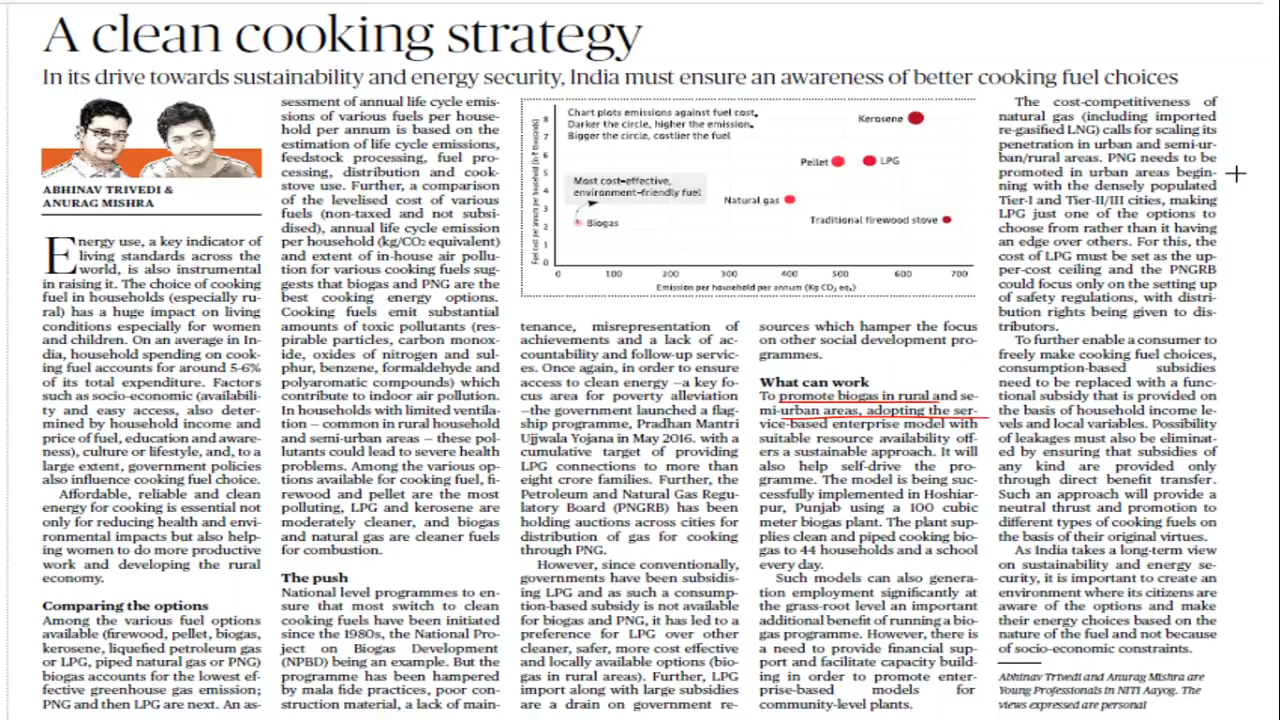 A clean cooking strategy
In its drive towards sustainability and energy security, India must ensure an awareness of better cooking fuel choices
ABHINAV TRIVEDI &
ANURAG MISHRA
Energy use, a key indicator of
living standards across the
world, is also instrumental
in raising it. The choice of cooking
fuel in households (especially ru-
ral) has a huge impact on living
conditions especially for women
and children. On an average in In-
dia, household spending on cook-
ing fuel accounts for around 5-6%
of its total expenditure. Factors
such as socio-economic (availabili-
ty and easy access, also deter-
mined by household income and
price of fuel, education and aware-
ness), culture or lifestyle, and, to a
large extent, government policies
also influence cooking fuel choice.
Affordable, reliable and clean
energy for cooking is essential not
only for reducing health and envi-
ronmental impacts but also help-
ing women to do more productive
work and developing the rural
economy.
Comparing the options
Among the various fuel options
available (firewood, pellet, biogas,
kerosene, liquefied petroleum gas
or LPG, piped natural gas or PNG)
biogas accounts for the lowest ef-
fective greenhouse gas emission;
PNG and then LPG are next. An as-
sessment of annual life cycle emis-
sions of various fuels per house-
hold per annum is based on the
estimation of life cycle emissions,
feedstock processing, fuel pro-
cessing, distribution and cook-
stove use. Further, a comparison
of the levelised cost of various
fuels (non-taxed and not subsi-
dised), annual life cycle emission
per household (kg/CO₂ equivalent)
and extent of in-house air pollu-
tion for various cooking fuels sug-
gests that biogas and PNG are the
best cooking energy options.
Cooking fuels emit substantial
amounts of toxic pollutants (res-
pirable particles, carbon monox-
ide, oxides of nitrogen and sul-
phur, benzene, formaldehyde and
polyaromatic compounds) which
contribute to indoor air pollution.
In households with limited ventila-
tion – common in rural household
and semi-urban areas – these pol-
lutants could lead to severe health
problems. Among the various op-
tions available for cooking fuel, fi-
rewood and pellet are the most
polluting, LPG and kerosene are
moderately cleaner, and biogas
and natural gas are cleaner fuels
for combustion.
The push
National level programmes to en-
sure that most switch to clean
cooking fuels have been initiated
since the 1980s, the National Pro-
ject on Biogas Development
(NPBD) being an example. But the
programme has been hampered
by mala fide practices, poor con-
struction material, a lack of main-
Chart plots emissions against fuel cost.
Darker the circle, higher the emission.
Bigger the circle, costlier the fuel
Most cost-effective,
environment-friendly fuel
Biogas
Natural gas
Pellet
LPG
Kerosene
Traditional firewood stove
Fuel cost per annum per household (in ₹ thousands)
8
7
6
5
4
3
2
1
0
0 100 200 300 400 500 600 700
Emission per household per annum (Kg CO₂ eq.)
tenance, misrepresentation of
achievements and a lack of ac-
countability and follow-up servic-
es. Once again, in order to ensure
access to clean energy –a key fo-
cus area for poverty alleviation
–the government launched a flag-
ship programme, Pradhan Mantri
Ujjwala Yojana in May 2016. with a
cumulative target of providing
LPG connections to more than
eight crore families. Further, the
Petroleum and Natural Gas Regu-
latory Board (PNGRB) has been
holding auctions across cities for
distribution of gas for cooking
through PNG.
However, since conventionally,
governments have been subsidis-
ing LPG and as such a consump-
tion-based subsidy is not available
for biogas and PNG, it has led to a
preference for LPG over other
cleaner, safer, more cost effective
and locally available options (bio-
gas in rural areas). Further, LPG
import along with large subsidies
are a drain on government re-
sources which hamper the focus
on other social development pro-
grammes.
What can work
To promote biogas in rural and se-
mi-urban areas, adopting the ser-
vice-based enterprise model with
suitable resource availability off-
ers a sustainable approach. It will
also help self-drive the pro-
gramme. The model is being suc-
cessfully implemented in Hoshiar-
pur, Punjab using a 100 cubic
meter biogas plant. The plant sup-
plies clean and piped cooking bio-
gas to 44 households and a school
every day.
Such models can also genera-
tion employment significantly at
the grass-root level an important
additional benefit of running a bio-
gas programme. However, there is
a need to provide financial sup-
port and facilitate capacity build-
ing in order to promote enter-
prise-based models for
community-level plants.
The cost-competitiveness of
natural gas (including imported
re-gasified LNG) calls for scaling its
penetration in urban and semi-ur-
ban/rural areas. PNG needs to be
promoted in urban areas begin-
ning with the densely populated
Tier-I and Tier-II/III cities, making
LPG just one of the options to
choose from rather than it having
an edge over others. For this, the
cost of LPG must be set as the up-
per-cost ceiling and the PNGRB
could focus only on the setting up
of safety regulations, with distri-
bution rights being given to dis-
tributors.
To further enable a consumer to
freely make cooking fuel choices,
consumption-based subsidies
need to be replaced with a func-
tional subsidy that is provided on
the basis of household income le-
vels and local variables. Possibility
of leakages must also be eliminat-
ed by ensuring that subsidies of
any kind are provided only
through direct benefit transfer.
Such an approach will provide a
neutral thrust and promotion to
different types of cooking fuels on
the basis of their original virtues.
As India takes a long-term view
on sustainability and energy se-
curity, it is important to create an
environment where its citizens are
aware of the options and make
their energy choices based on the
nature of the fuel and not because
of socio-economic constraints.
Abhinav Trivedi and Anurag Mishra are
Young Professionals in NITI Aayog. The
views expressed are personal